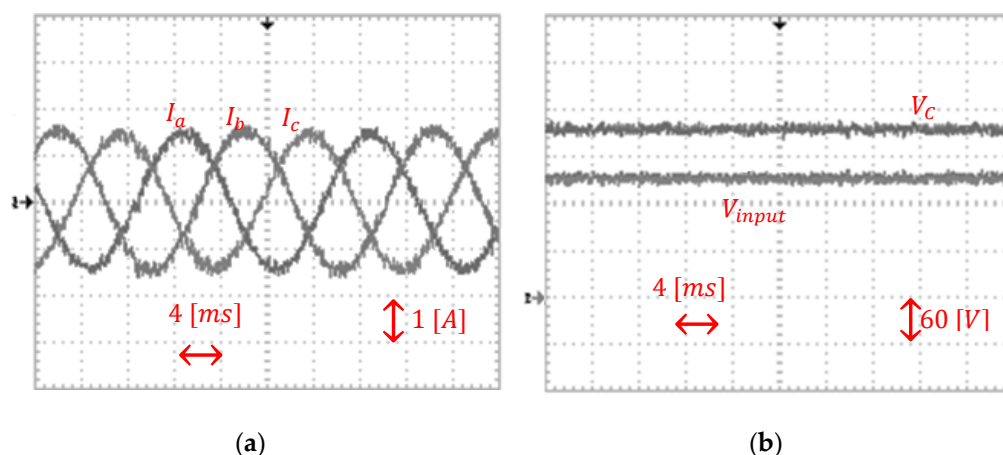 I_a I_b I_c
4 [ms]
1 [A]
(a)
V_C
V_input
4 [ms]
60 [V]
(b)